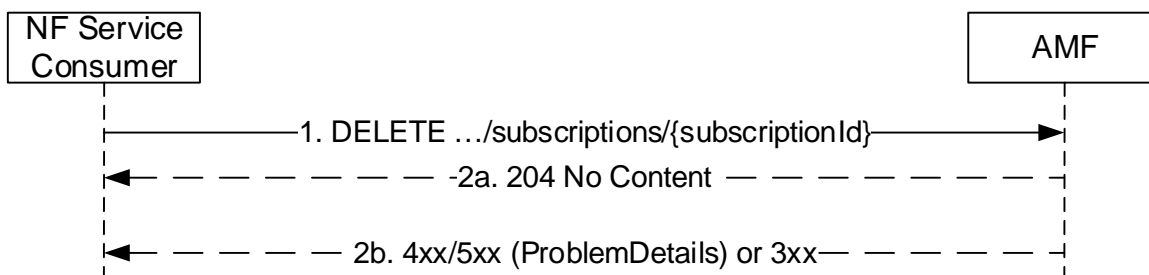 NF Service
Consumer
AMF
1. DELETE …/subscriptions/{subscriptionId}
2a. 204 No Content
2b. 4xx/5xx (ProblemDetails) or 3xx